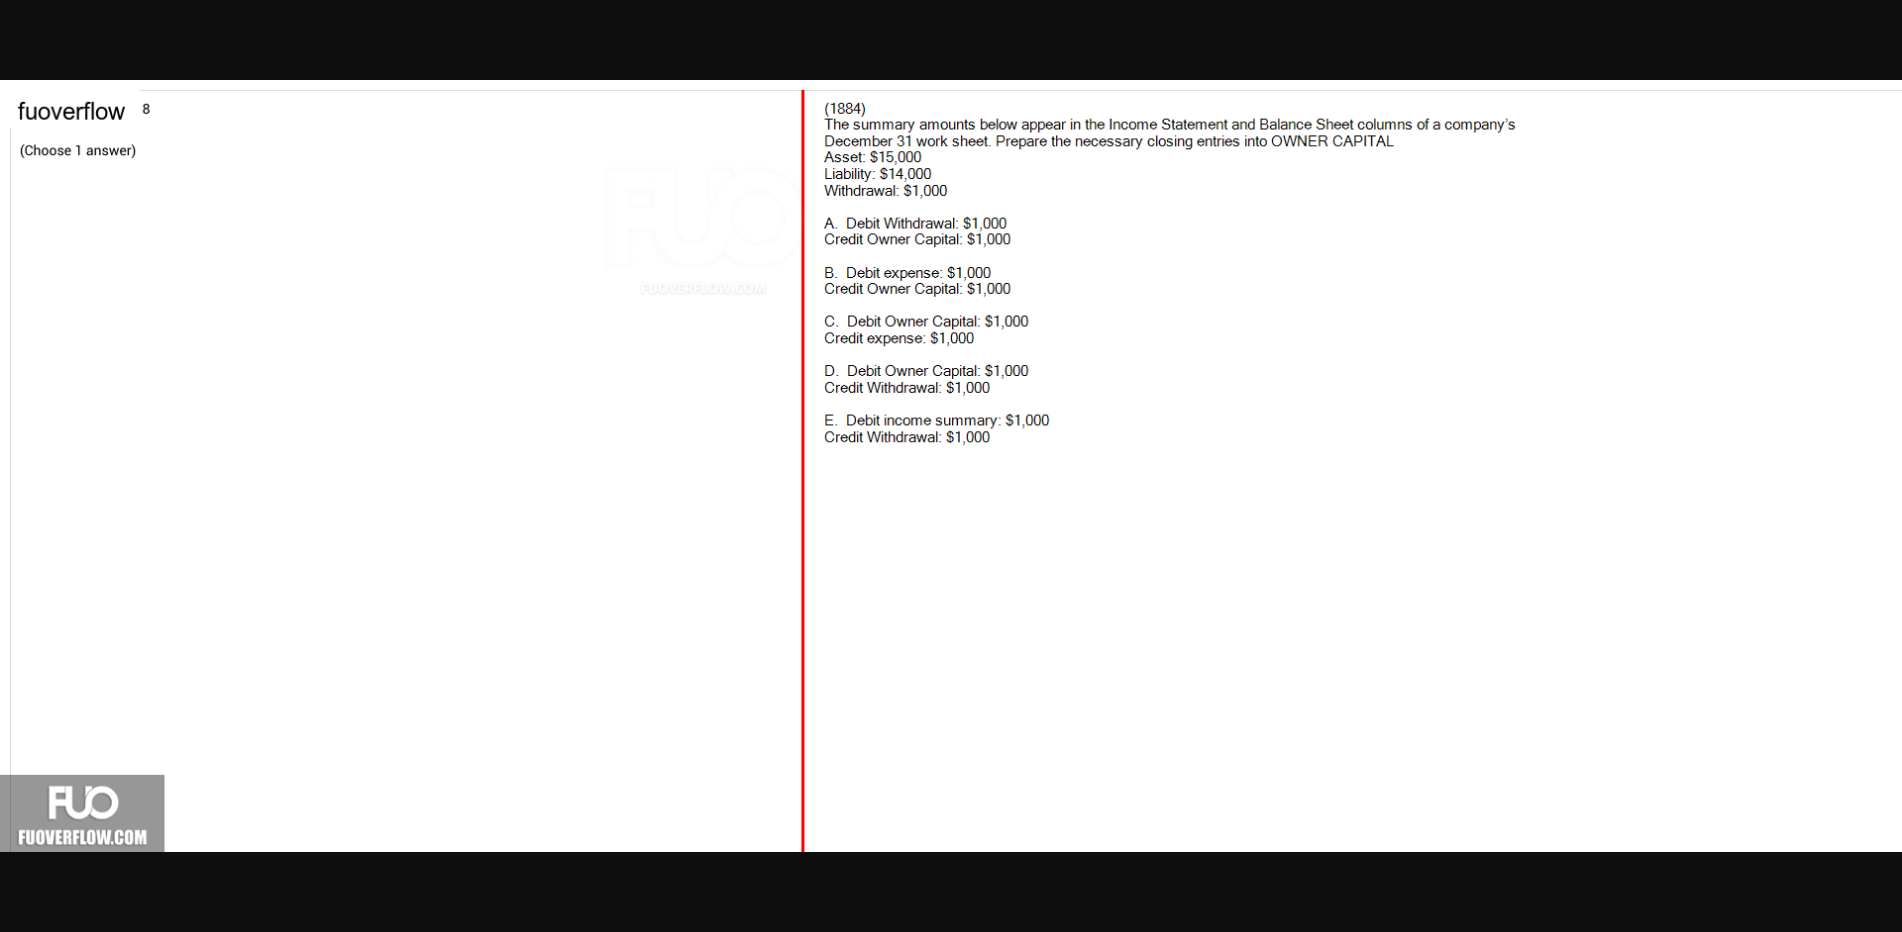 fuoverflow 8
(Choose 1 answer)
(1884)
The summary amounts below appear in the Income Statement and Balance Sheet columns of a company's
December 31 work sheet. Prepare the necessary closing entries into OWNER CAPITAL
Asset: $15,000
Liability: $14,000
Withdrawal: $1,000
A. Debit Withdrawal: $1,000
Credit Owner Capital: $1,000
B. Debit expense: $1,000
Credit Owner Capital: $1,000
C. Debit Owner Capital: $1,000
Credit expense: $1,000
D. Debit Owner Capital: $1,000
Credit Withdrawal: $1,000
E. Debit income summary: $1,000
Credit Withdrawal: $1,000
FUO
FUOVERFLOW.COM
FUO
FUOVERFLOW.COM